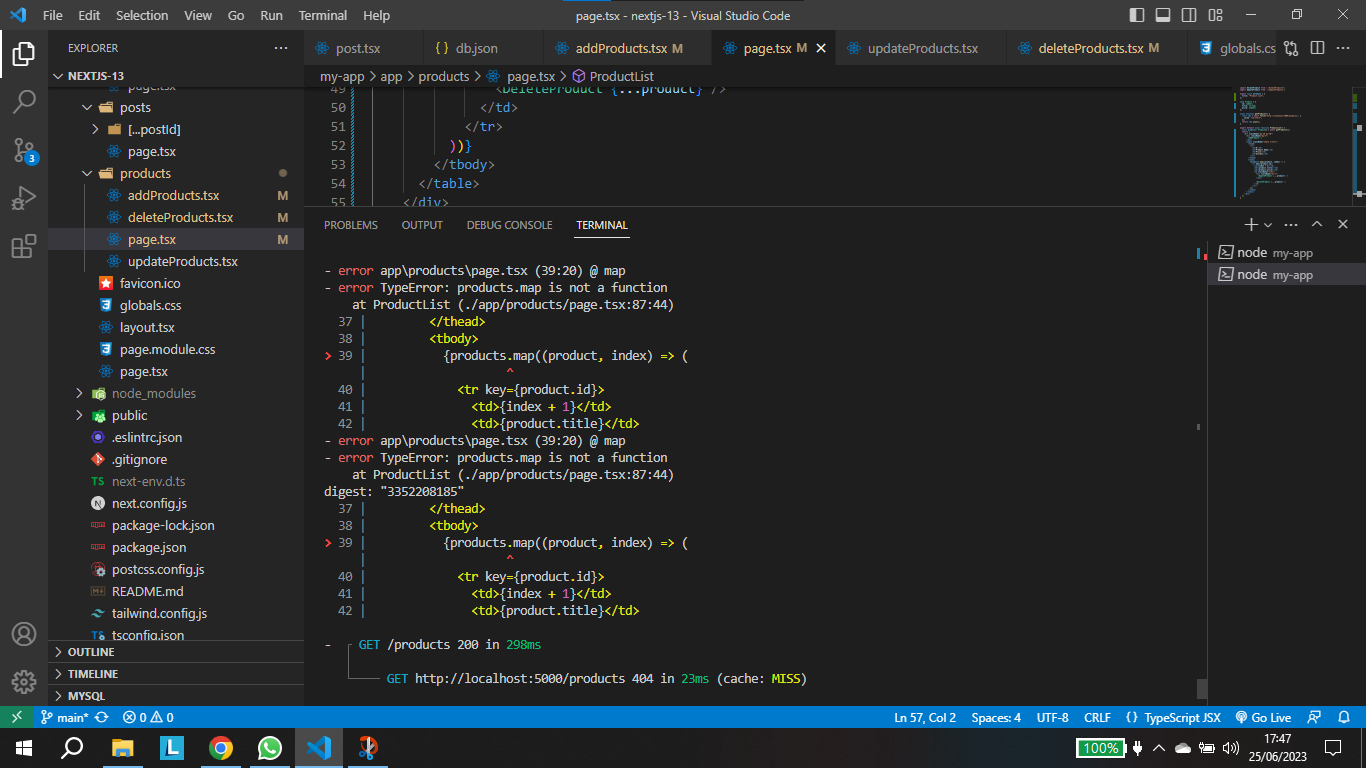 File Edit Selection View Go Run Terminal Help
page.tsx - nextjs-13 - Visual Studio Code
EXPLORER
NEXTJS-13
page.tsx
posts
[...postId]
page.tsx
products
addProducts.tsx M
deleteProducts.tsx M
page.tsx M
updateProducts.tsx
favicon.ico
globals.css
layout.tsx
page.module.css
page.tsx
node_modules
public
.eslintrc.json
.gitignore
TS next-env.d.ts
next.config.js
package-lock.json
package.json
postcss.config.js
README.md
tailwind.config.js
tsconfig.json
OUTLINE
TIMELINE
MYSQL
3
post.tsx
{ } db.json
addProducts.tsx M
page.tsx M
updateProducts.tsx
deleteProducts.tsx M
globals.cs
my-app > app > products > page.tsx > ProductList
49 <DeleteProduct {...product} />
50 </td>
51 </tr>
52 ))}
53 </tbody>
54 </table>
55 </div>
PROBLEMS OUTPUT DEBUG CONSOLE TERMINAL
node my-app
node my-app
- error app\products\page.tsx (39:20) @ map
- error TypeError: products.map is not a function
at ProductList (./app/products/page.tsx:87:44)
37 | </thead>
38 | <tbody>
> 39 | {products.map((product, index) => (
| ^
40 | <tr key={product.id}>
41 | <td>{index + 1}</td>
42 | <td>{product.title}</td>
- error app\products\page.tsx (39:20) @ map
- error TypeError: products.map is not a function
at ProductList (./app/products/page.tsx:87:44)
digest: "3352208185"
37 | </thead>
38 | <tbody>
> 39 | {products.map((product, index) => (
| ^
40 | <tr key={product.id}>
41 | <td>{index + 1}</td>
42 | <td>{product.title}</td>
- GET /products 200 in 298ms
GET http://localhost:5000/products 404 in 23ms (cache: MISS)
main* 0 0
Ln 57, Col 2 Spaces: 4 UTF-8 CRLF { } TypeScript JSX Go Live
L
100%
17:47
25/06/2023